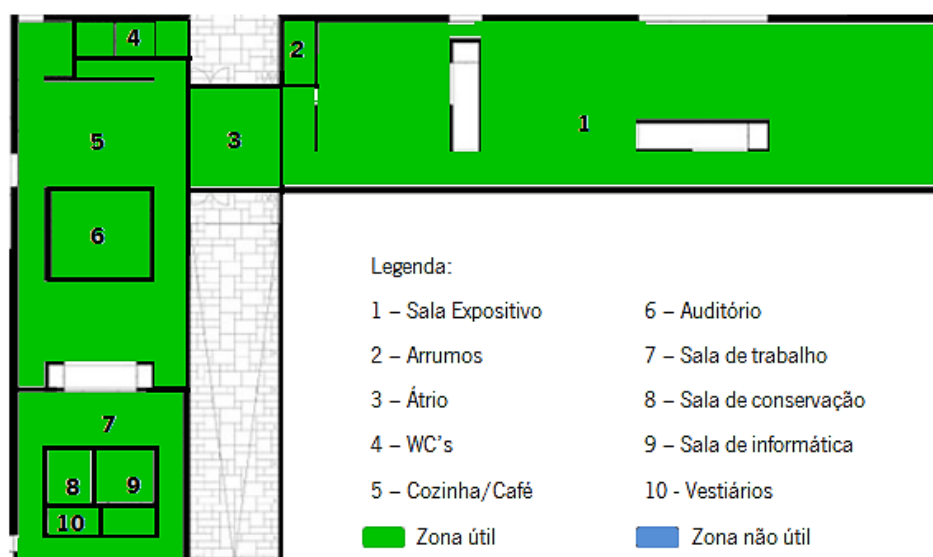 4
2
1
5
3
6
Legenda:
1 – Sala Expositivo
6 – Auditório
2 – Arrumos
7 – Sala de trabalho
3 – Átrio
8 – Sala de conservação
4 – WC's
9 – Sala de informática
5 – Cozinha/Café
10 - Vestiários
Zona útil
Zona não útil
7
8
9
10